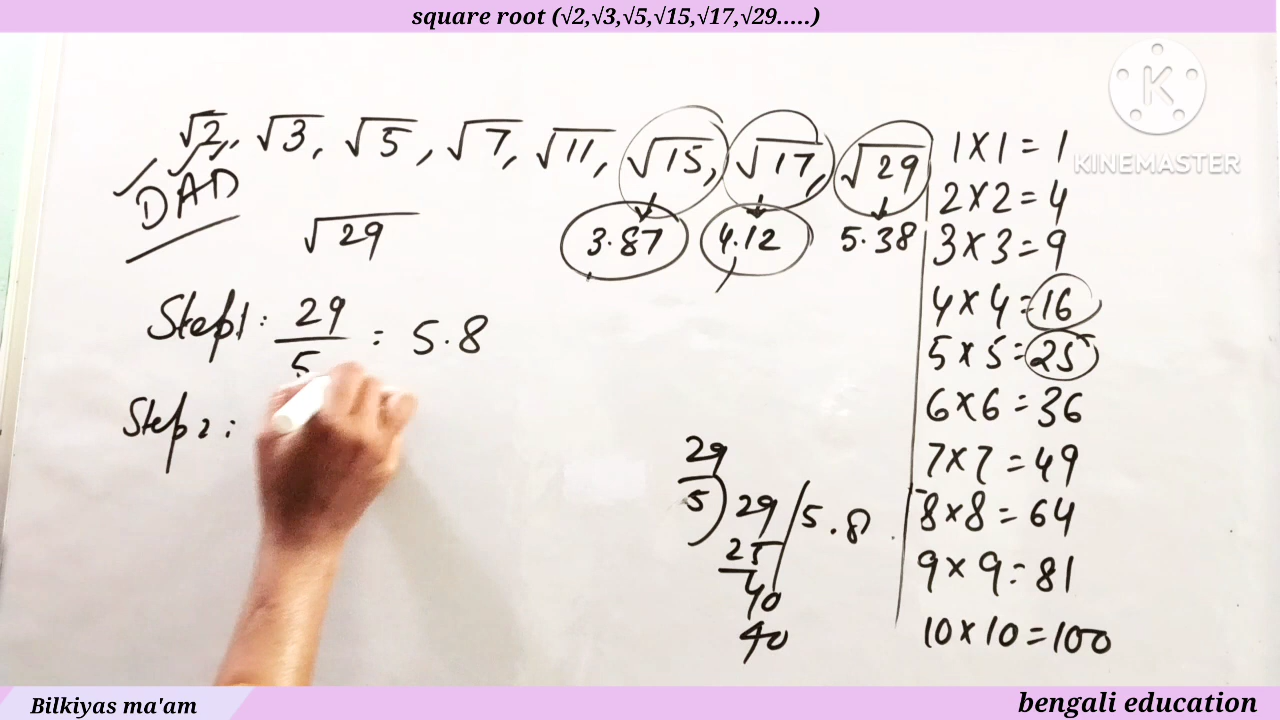 square root (√2,√3,√5,√15,√17,√29.....)
√2, √3, √5, √7, √11, √15, √17, √29
DAD
3.87 4.12 5.38
√29
Step1: 29/5 = 5.8
Step2:
29
5 ) 29 / 5.8
25
40
40
1×1=1
2×2=4
3×3=9
4×4=16
5×5=25
6×6=36
7×7=49
8×8=64
9×9=81
10×10=100
K
KINEMASTER
Bilkiyas ma'am
bengali education